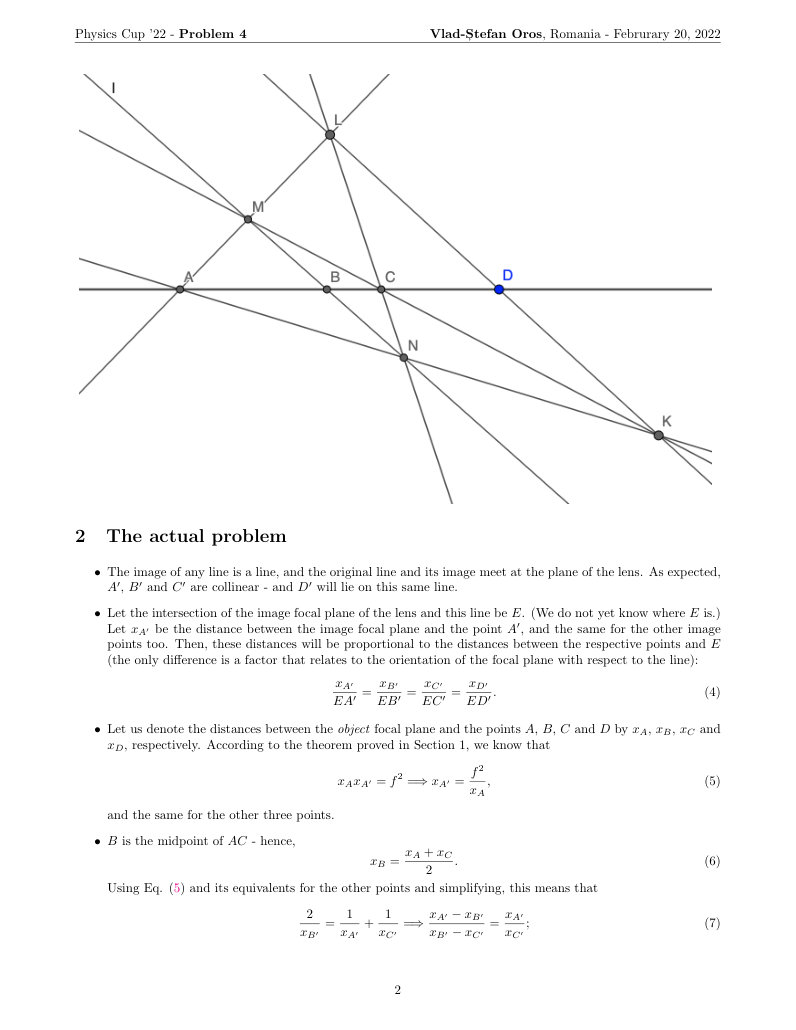 Physics Cup '22 - Problem 4
Vlad-Ștefan Oros, Romania - Februrary 20, 2022
l
L
M
A
B
C
D
N
K
2 The actual problem
• The image of any line is a line, and the original line and its image meet at the plane of the lens. As expected,
A′, B′ and C′ are collinear - and D′ will lie on this same line.
• Let the intersection of the image focal plane of the lens and this line be E. (We do not yet know where E is.)
Let x_{A′} be the distance between the image focal plane and the point A′, and the same for the other image
points too. Then, these distances will be proportional to the distances between the respective points and E
(the only difference is a factor that relates to the orientation of the focal plane with respect to the line):
x_{A′}/EA′ = x_{B′}/EB′ = x_{C′}/EC′ = x_{D′}/ED′. (4)
• Let us denote the distances between the object focal plane and the points A, B, C and D by x_A, x_B, x_C and
x_D, respectively. According to the theorem proved in Section 1, we know that
x_A x_{A′} = f² ⟹ x_{A′} = f²/x_A, (5)
and the same for the other three points.
• B is the midpoint of AC - hence,
x_B = (x_A + x_C)/2. (6)
Using Eq. (5) and its equivalents for the other points and simplifying, this means that
2/x_{B′} = 1/x_{A′} + 1/x_{C′} ⟹ (x_{A′} − x_{B′})/(x_{B′} − x_{C′}) = x_{A′}/x_{C′}; (7)
2